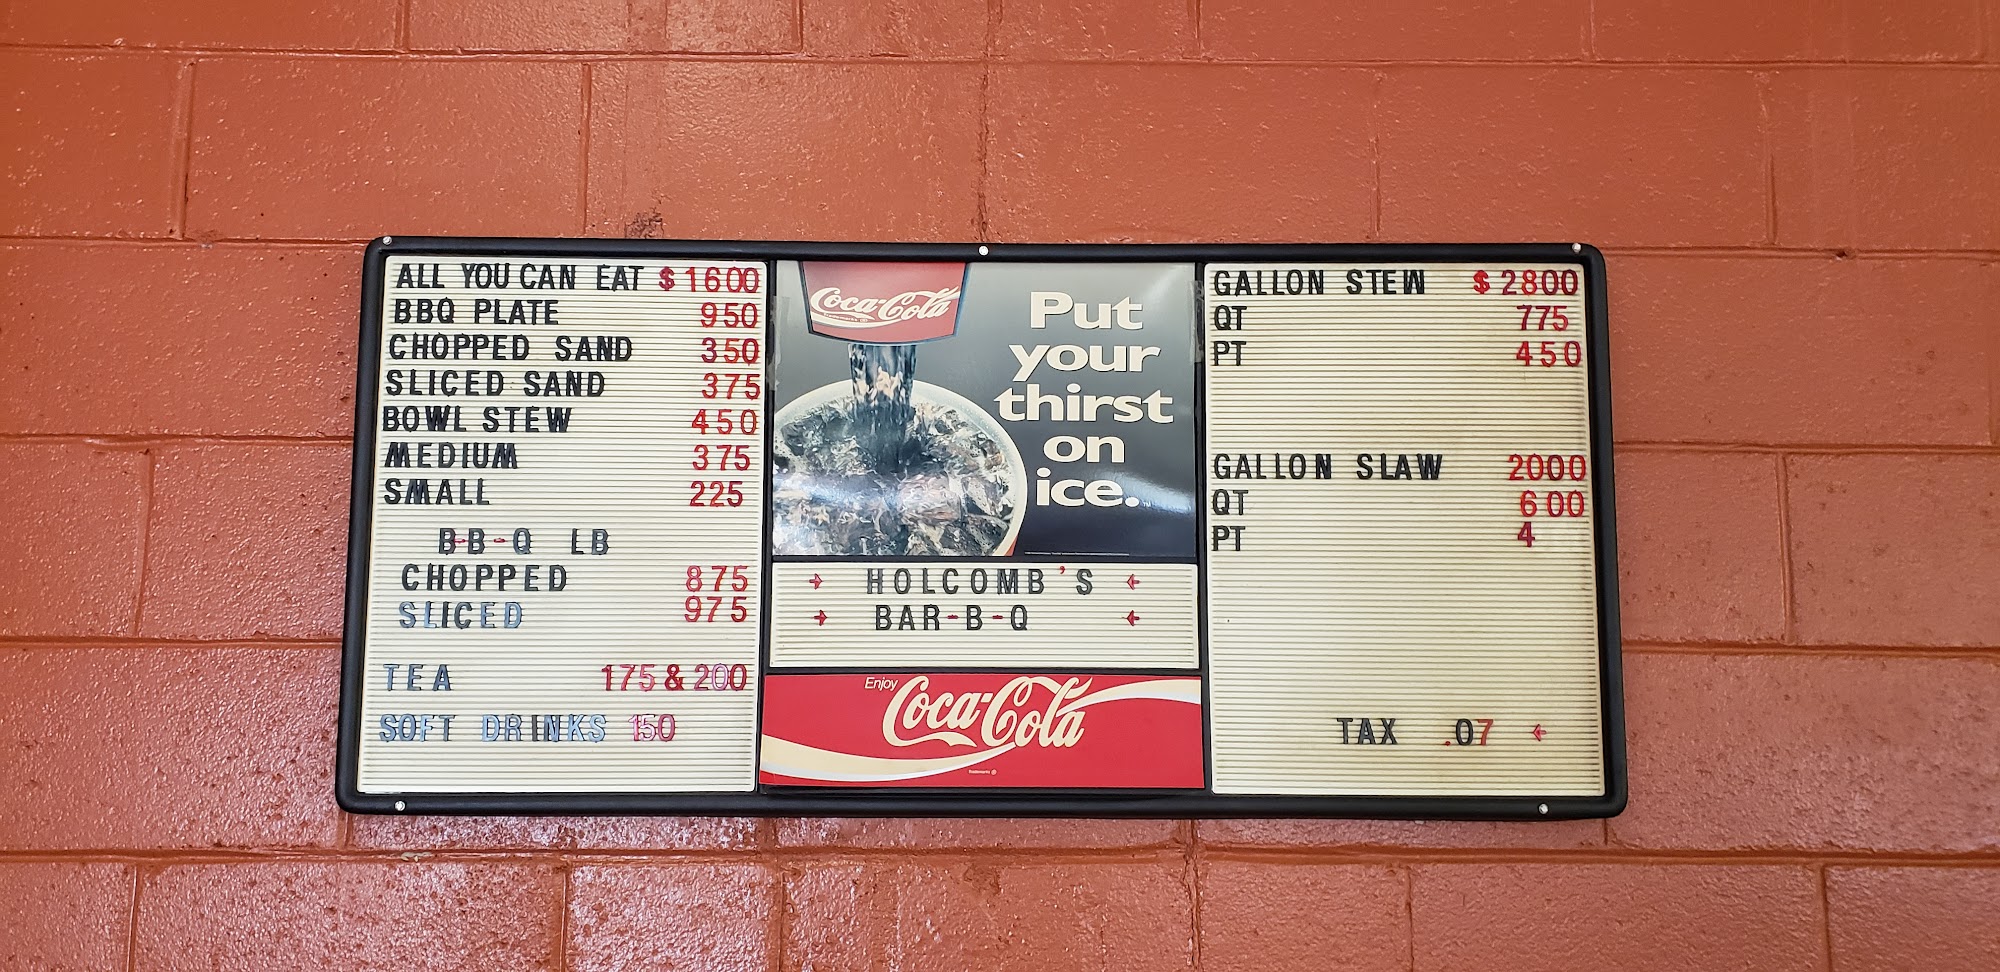 ALL YOU CAN EAT $1600
BBQ PLATE 950
CHOPPED SAND 350
SLICED SAND 375
BOWL STEW 450
MEDIUM 375
SMALL 225
B-B-Q LB
CHOPPED 875
SLICED 975
TEA 175 & 200
SOFT DRINKS 150
Coca-Cola
Put
your
thirst
on
ice.
HOLCOMB'S
BAR-B-Q
Enjoy
Coca-Cola
GALLON STEW $2800
QT 775
PT 450
GALLON SLAW 2000
QT 600
PT 4
TAX .07